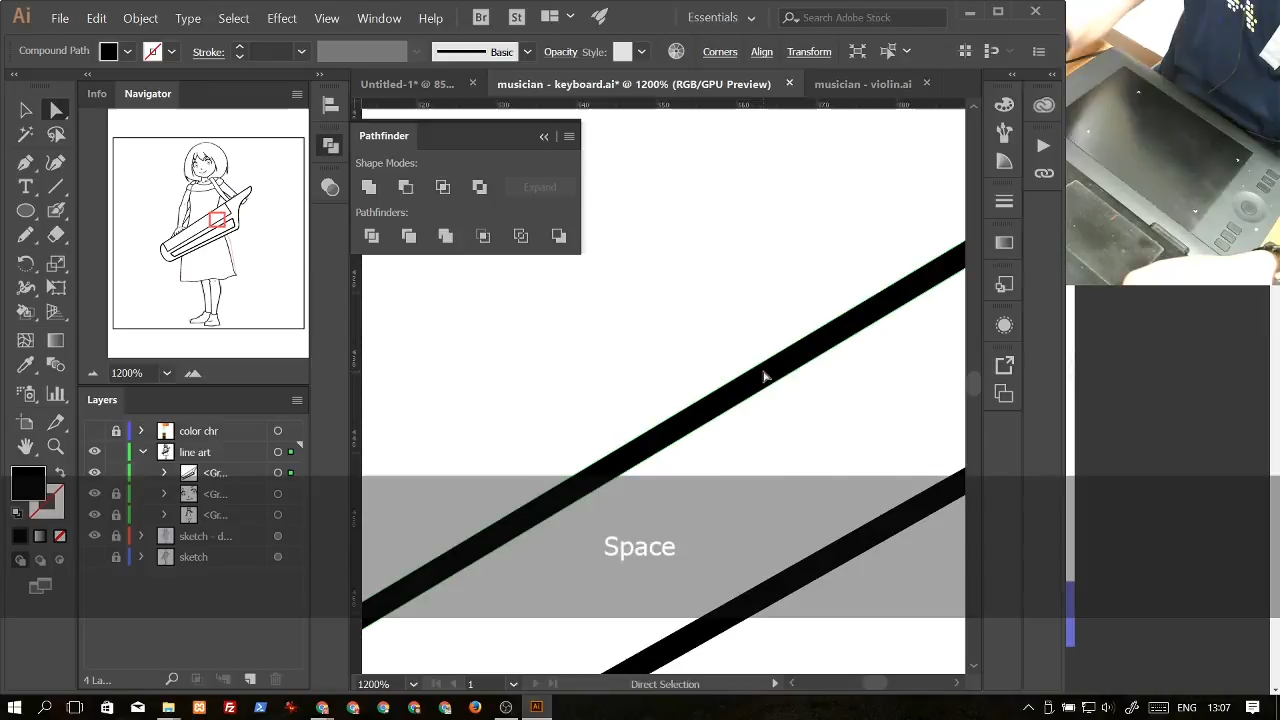 Ai File Edit Object Type Select Effect View Window Help Br St Essentials Search Adobe Stock
Compound Path Stroke: Basic Opacity Style: Corners Align Transform
Info Navigator
Untitled-1* @ 85... musician - keyboard.ai* @ 1200% (RGB/GPU Preview) musician - violin.ai
Pathfinder
Shape Modes:
Expand
Pathfinders:
1200%
Layers
color chr
line art
<Gr...
<Gr...
<Gr...
sketch - d...
sketch
Space
4 La...
1200% 1 Direct Selection
ENG 13:07